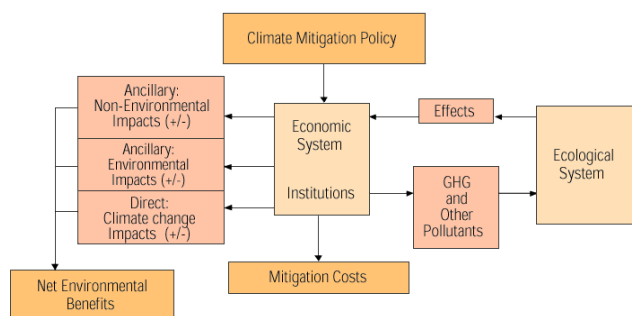 Climate Mitigation Policy
Ancillary:
Non-Environmental
Impacts (+/-)
Ancillary:
Environmental
Impacts (+/-)
Direct:
Climate change
Impacts (+/-)
Net Environmental
Benefits
Economic
System
Institutions
Mitigation Costs
Effects
GHG
and
Other
Pollutants
Ecological
System